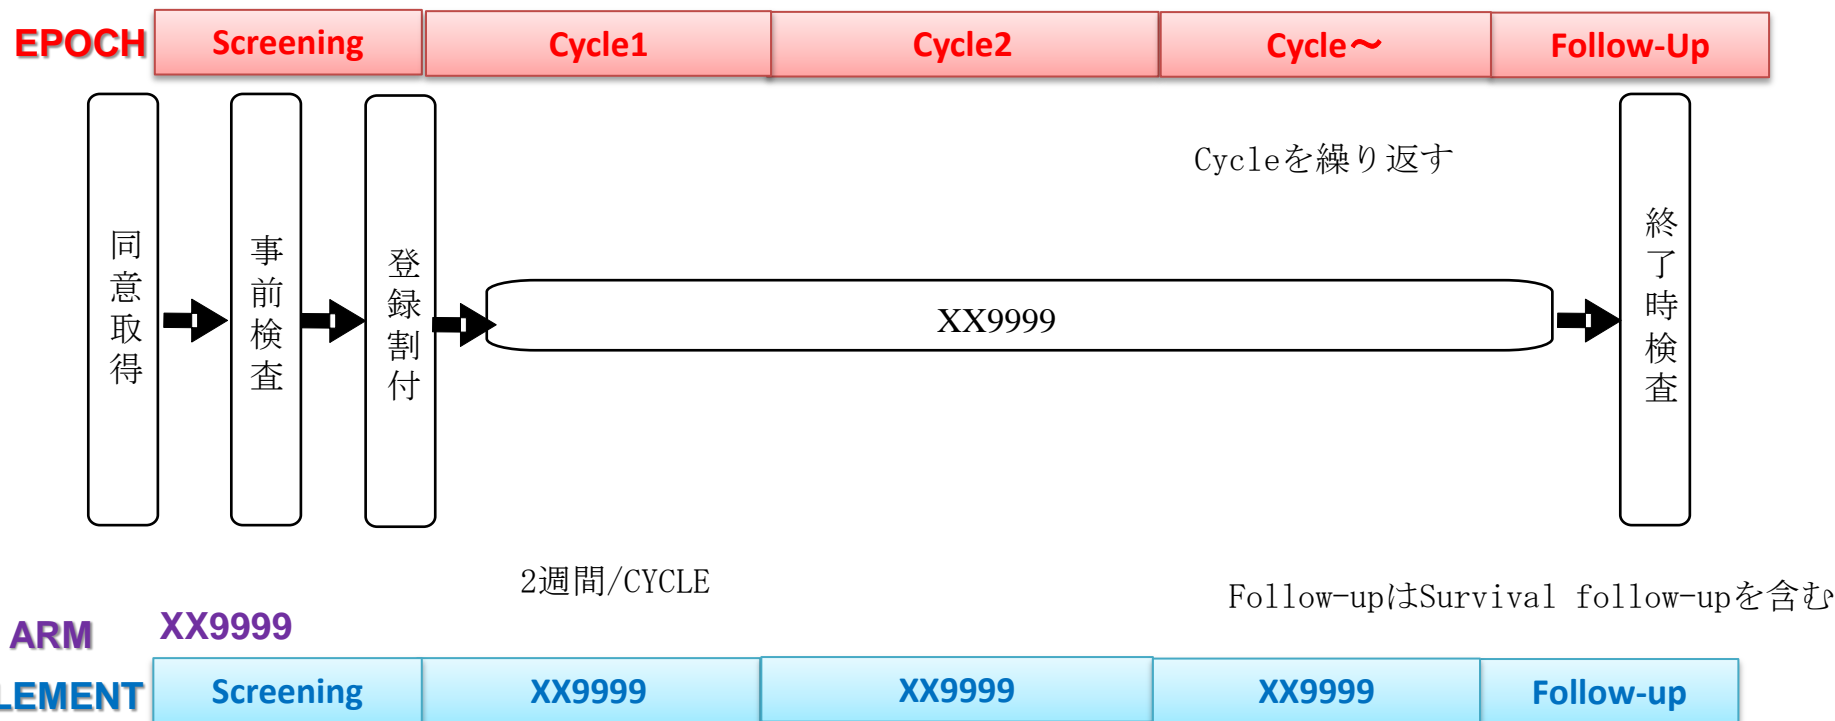 EPOCH
Screening
Cycle1
Cycle2
Cycle～
Follow-Up
Cycleを繰り返す
同意取得
事前検査
登録割付
XX9999
終了時検査
2週間/CYCLE
Follow-upはSurvival follow-upを含む
ARM
XX9999
LEMENT
Screening
XX9999
XX9999
XX9999
Follow-up